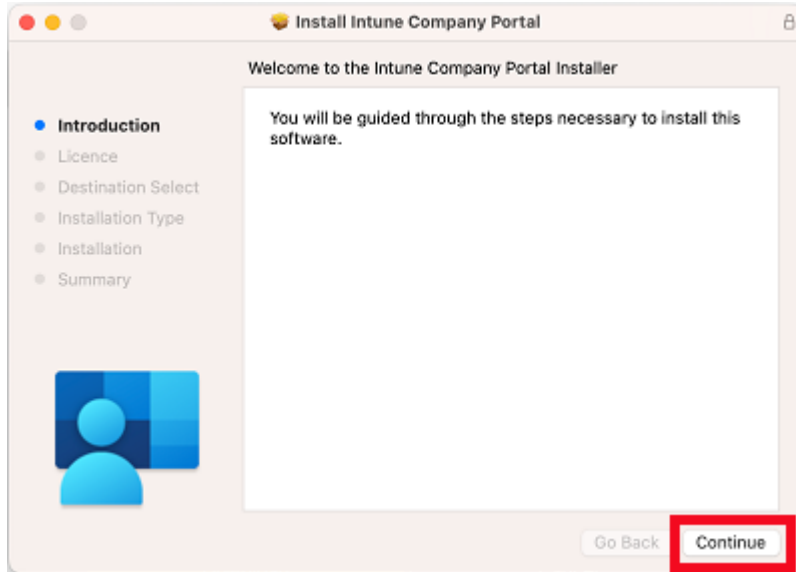 Install Intune Company Portal
Welcome to the Intune Company Portal Installer
Introduction
Licence
Destination Select
Installation Type
Installation
Summary
You will be guided through the steps necessary to install this
software.
Go Back
Continue